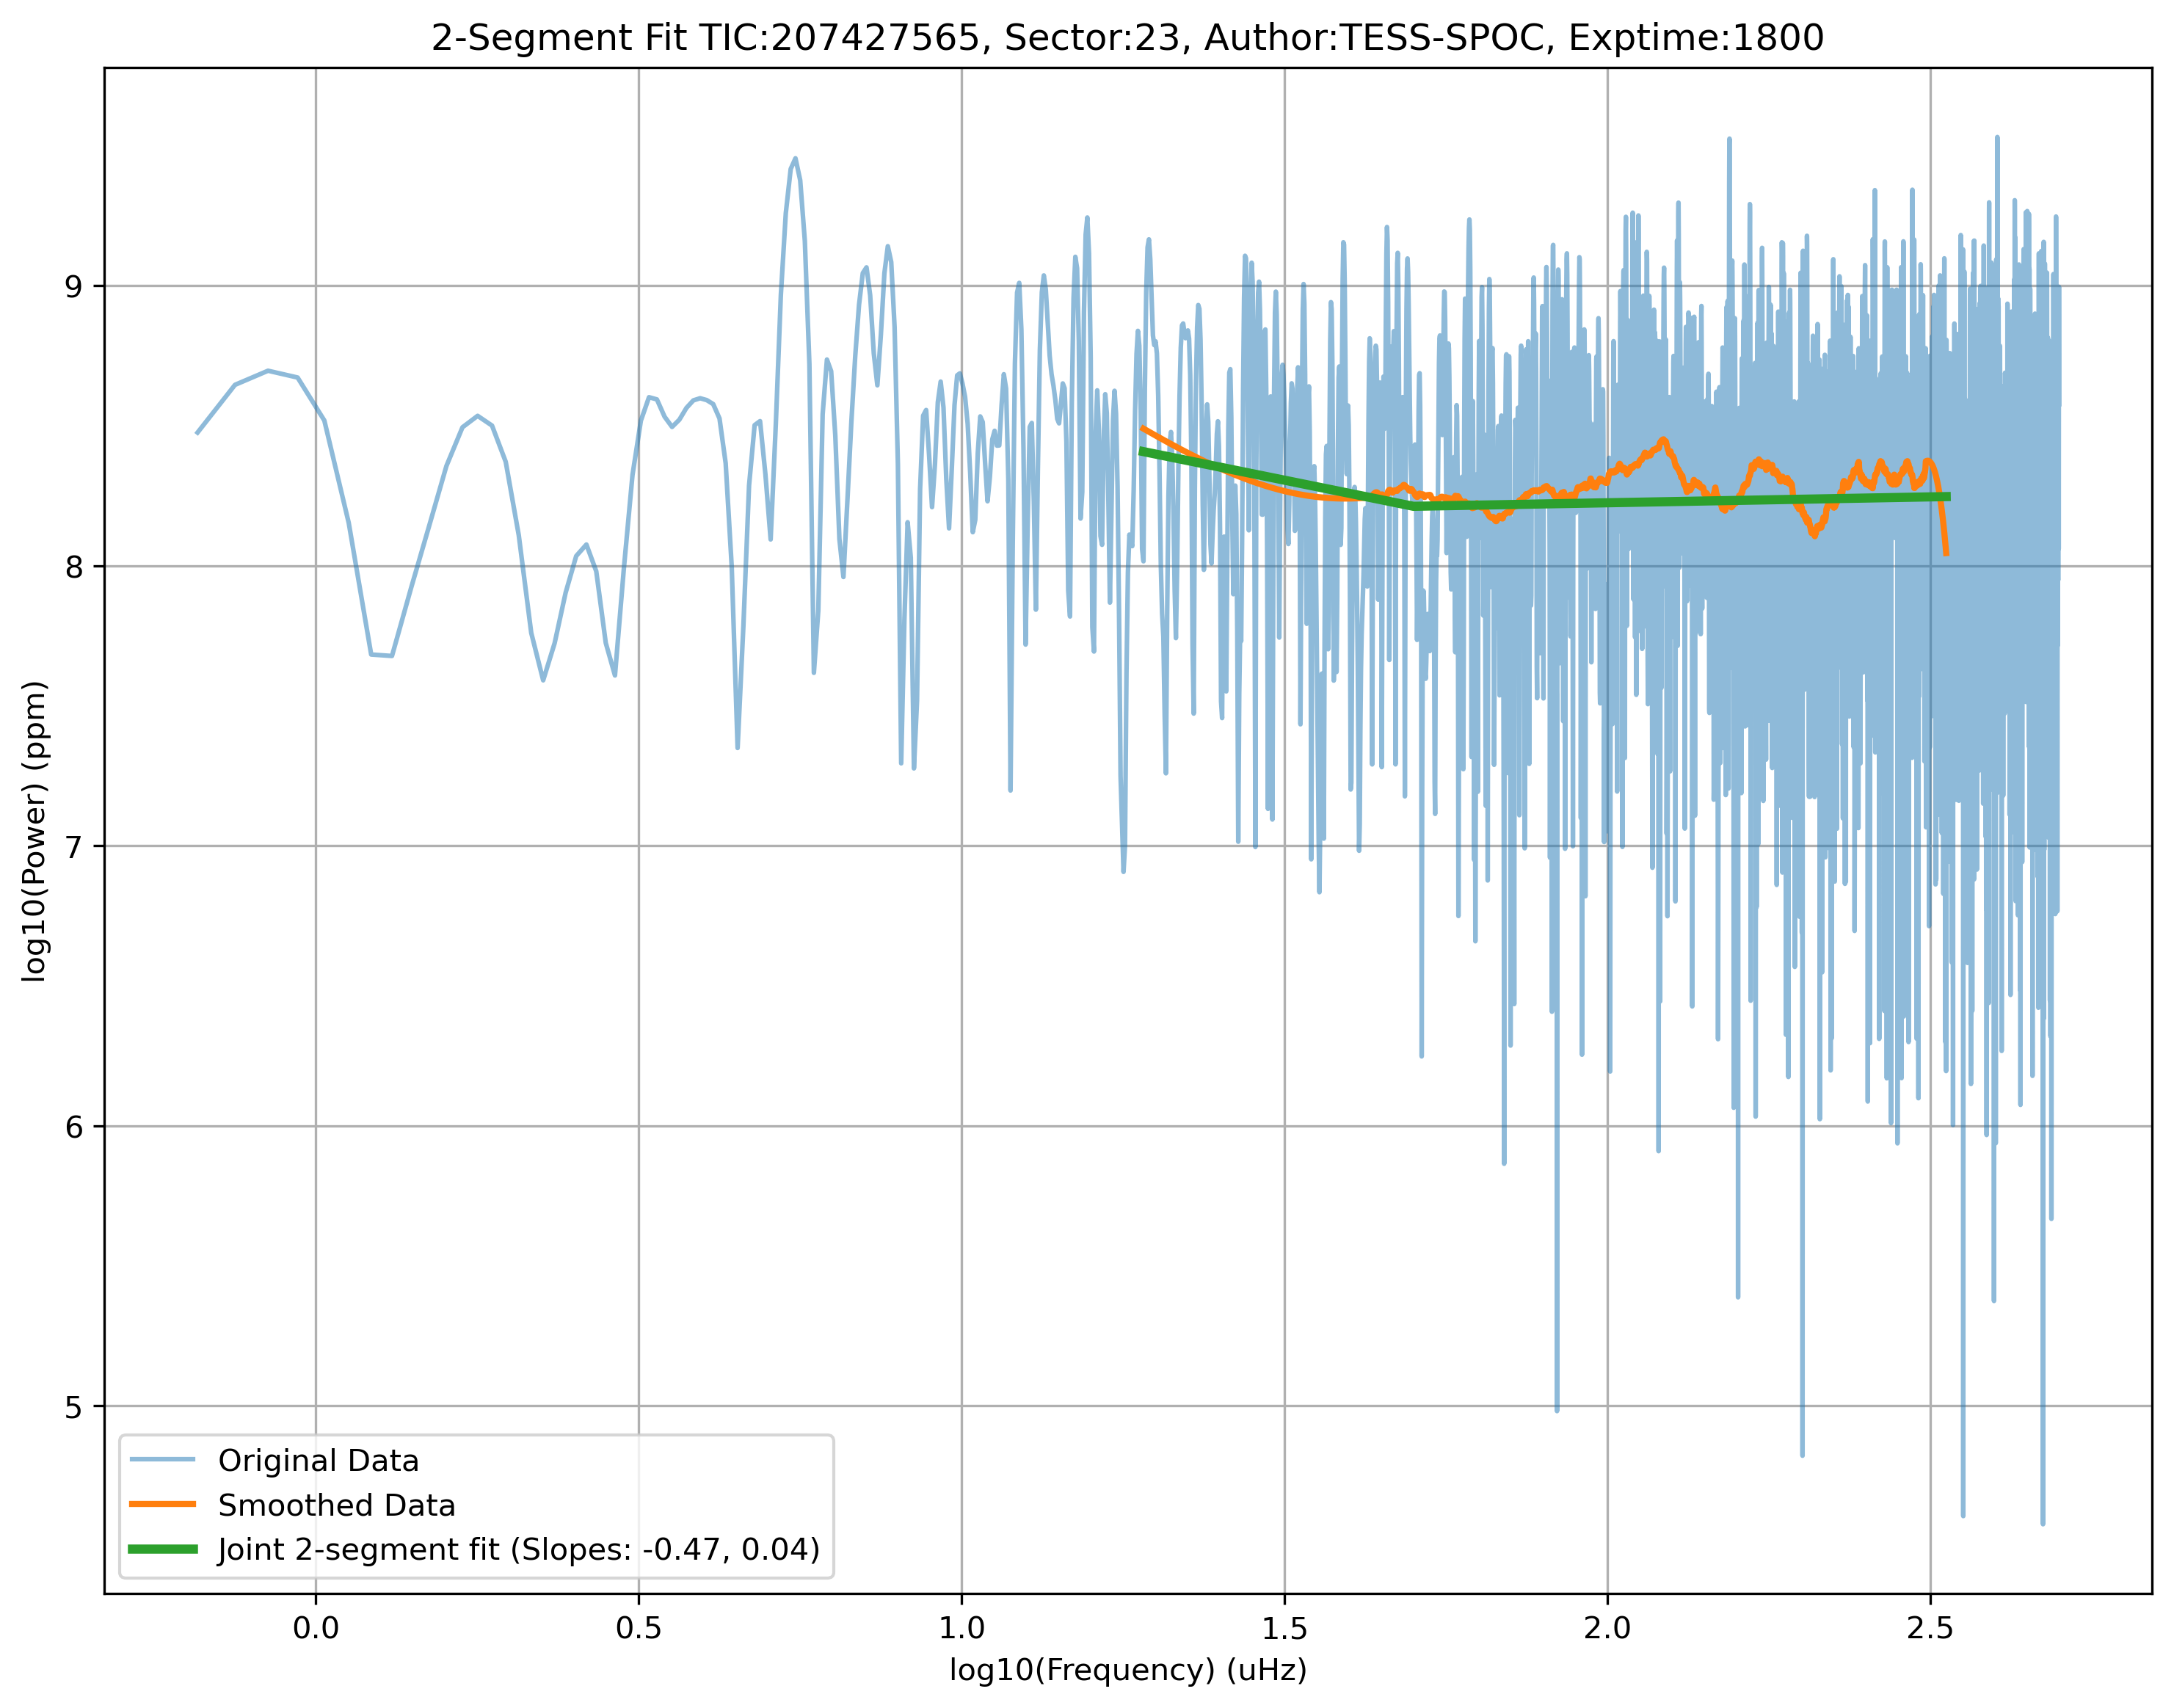 2-Segment Fit TIC:207427565, Sector:23, Author:TESS-SPOC, Exptime:1800
log10(Power) (ppm)
9
8
7
6
5
Original Data
Smoothed Data
Joint 2-segment fit (Slopes: -0.47, 0.04)
0.0 0.5 1.0 1.5 2.0 2.5
log10(Frequency) (uHz)